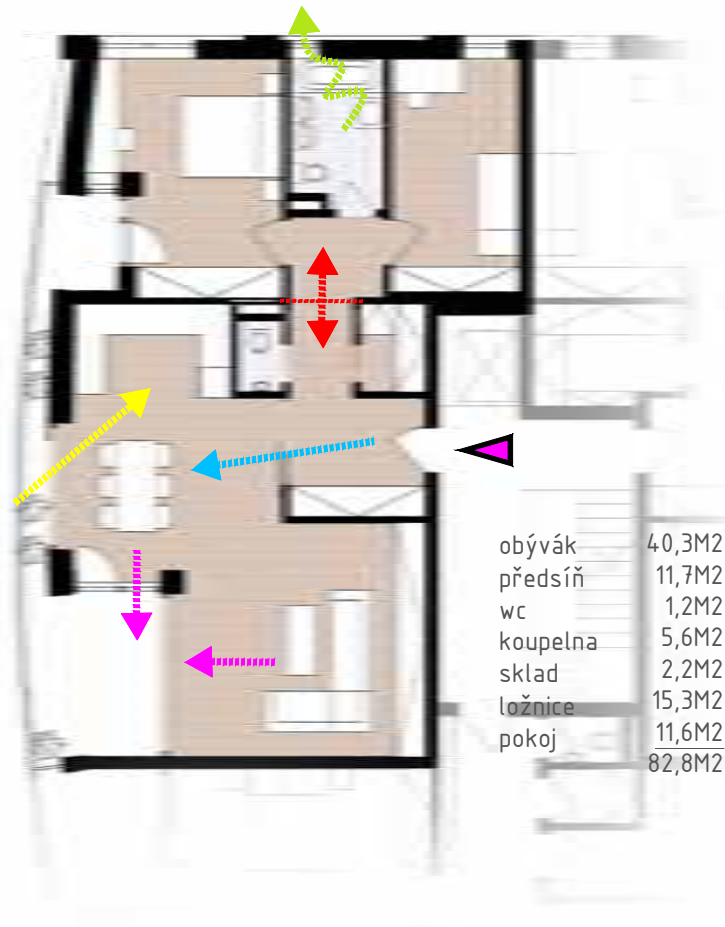 obývák 40,3M2
předsíň 11,7M2
wc 1,2M2
koupelna 5,6M2
sklad 2,2M2
ložnice 15,3M2
pokoj 11,6M2
82,8M2